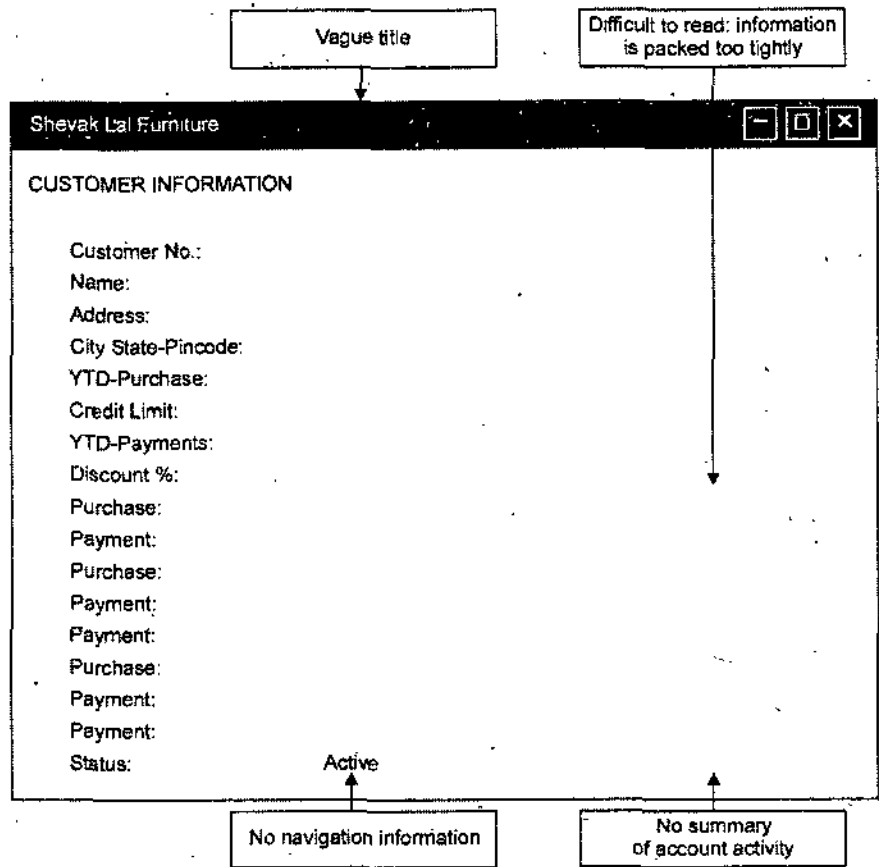 Vague title
Difficult to read: information
is packed too tightly
Shevak Lal Furniture
CUSTOMER INFORMATION
Customer No.:
Name:
Address:
City State-Pincode:
YTD-Purchase:
Credit Limit:
YTD-Payments:
Discount %:
Purchase:
Payment:
Purchase:
Payment:
Payment:
Purchase:
Payment:
Payment:
Status: Active
No navigation information
No summary
of account activity